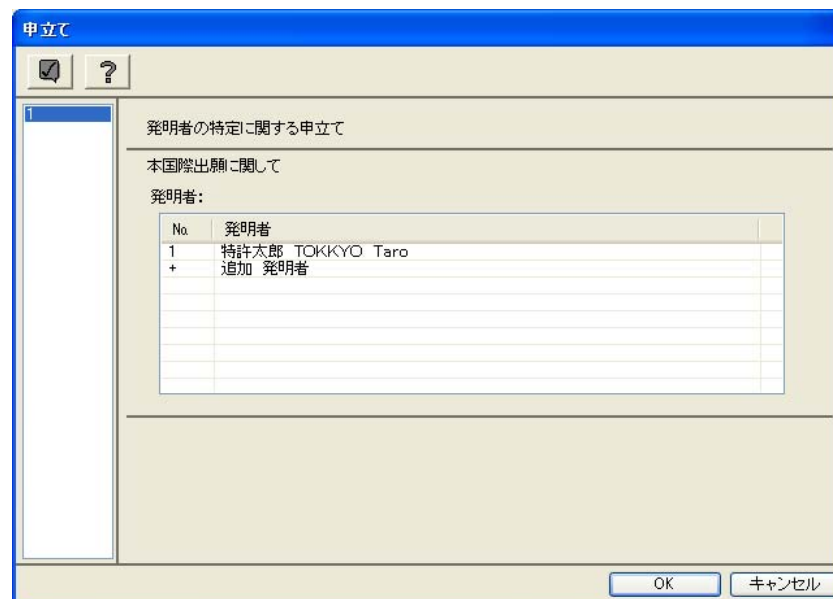 申立て
?
1
発明者の特定に関する申立て
本国際出願に関して
発明者:
No. 発明者
1 特許太郎 TOKKYO Taro
+ 追加 発明者
OK キャンセル